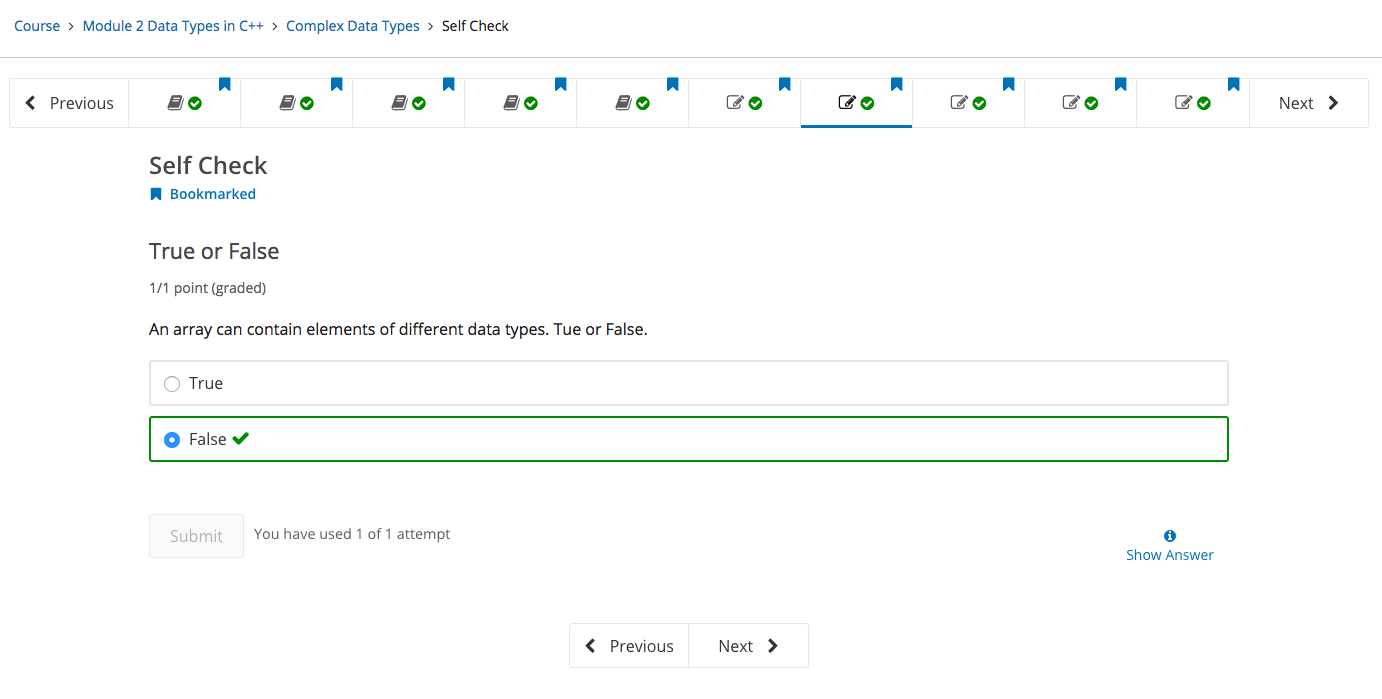 Course > Module 2 Data Types in C++ > Complex Data Types > Self Check
Previous
Next
Self Check
Bookmarked
True or False
1/1 point (graded)
An array can contain elements of different data types. Tue or False.
True
False
Submit You have used 1 of 1 attempt
Show Answer
Previous Next